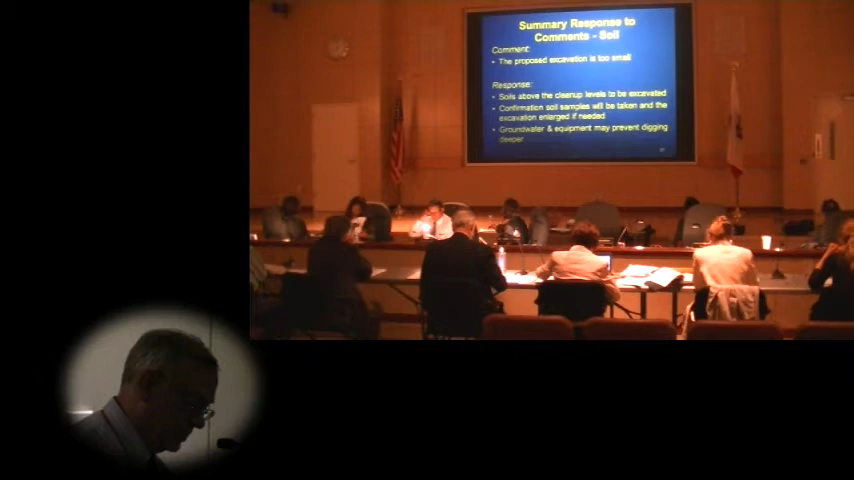 Summary Response to
Comments - Soil
Comment:
• The proposed excavation is too small
Response:
• Soils above the cleanup levels to be excavated
• Confirmation soil samples will be taken and the
excavation enlarged if needed
• Groundwater & equipment may prevent digging
deeper